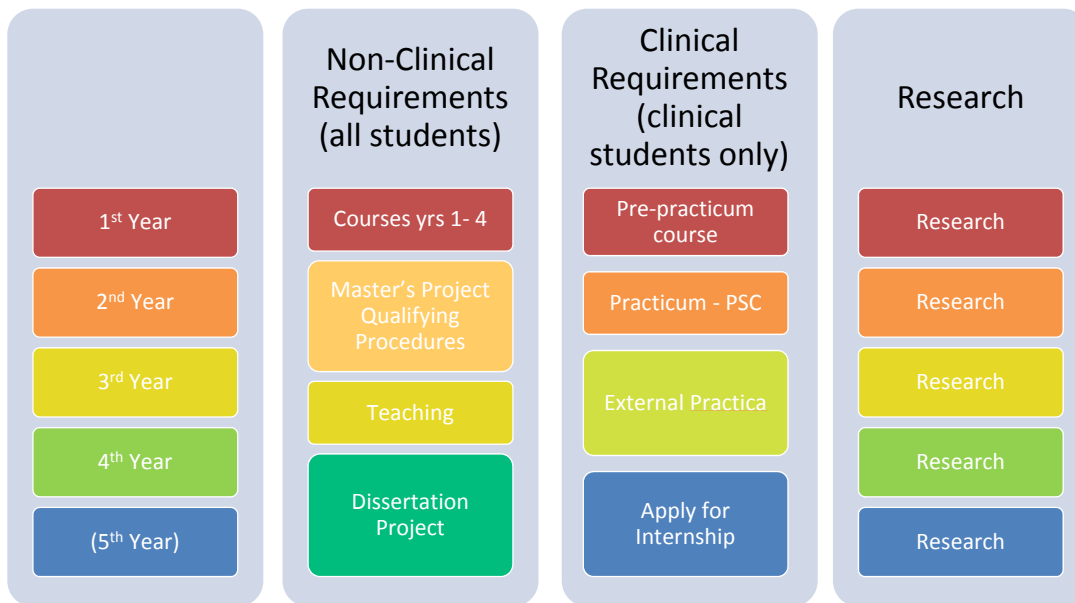 1st Year
2nd Year
3rd Year
4th Year
(5th Year)
Non-Clinical
Requirements
(all students)
Courses yrs 1- 4
Master's Project
Qualifying
Procedures
Teaching
Dissertation
Project
Clinical
Requirements
(clinical
students only)
Pre-practicum
course
Practicum - PSC
External Practica
Apply for
Internship
Research
Research
Research
Research
Research
Research